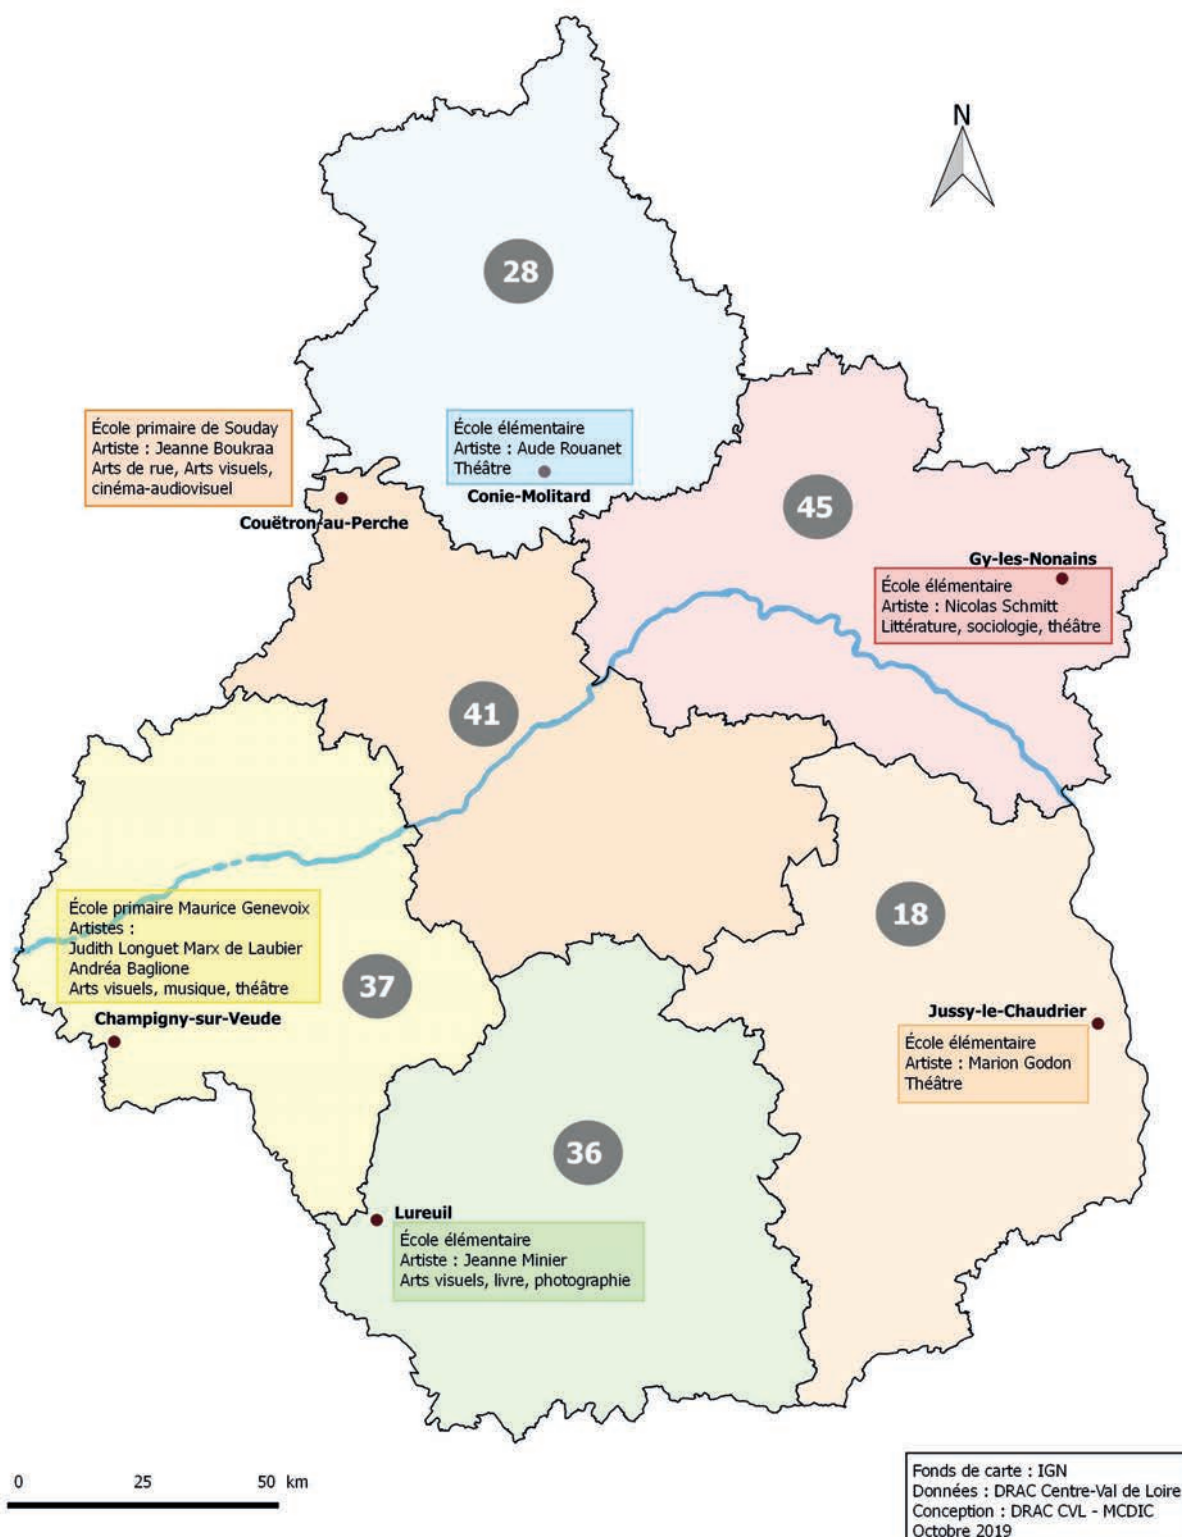 N
28
École primaire de Souday
Artiste : Jeanne Boukraa
Arts de rue, Arts visuels,
cinéma-audiovisuel
Couëtron-au-Perche
École élémentaire
Artiste : Aude Rouanet
Théâtre
Conie-Molitard
45
Gy-les-Nonains
École élémentaire
Artiste : Nicolas Schmitt
Littérature, sociologie, théâtre
41
École primaire Maurice Genevoix
Artistes :
Judith Longuet Marx de Laubier
Andréa Baglione
Arts visuels, musique, théâtre
37
Champigny-sur-Veude
18
Jussy-le-Chaudrier
École élémentaire
Artiste : Marion Godon
Théâtre
36
Lureuil
École élémentaire
Artiste : Jeanne Minier
Arts visuels, livre, photographie
0 25 50 km
Fonds de carte : IGN
Données : DRAC Centre-Val de Loire
Conception : DRAC CVL - MCDIC
Octobre 2019